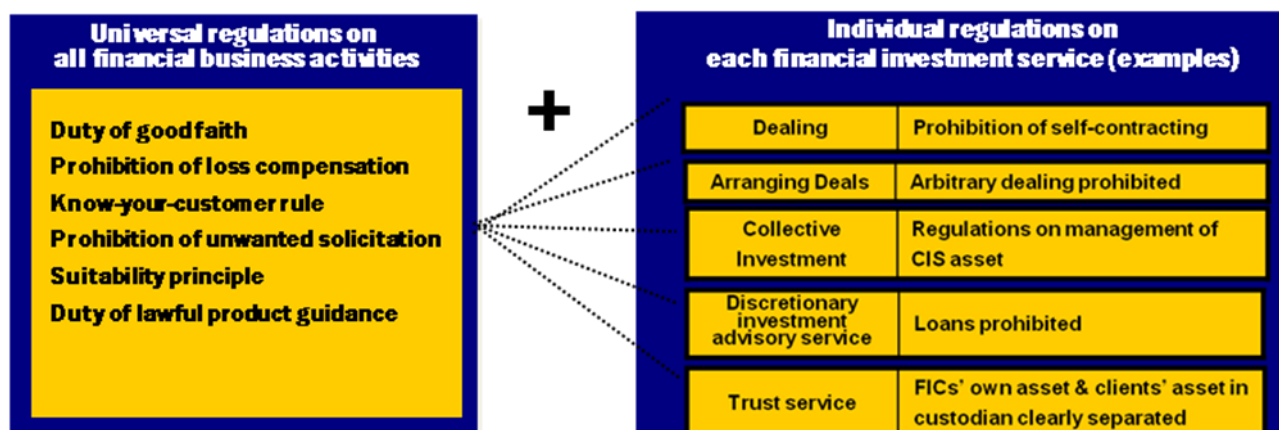 Universal regulations on
all financial business activities
Duty of good faith
Prohibition of loss compensation
Know-your-customer rule
Prohibition of unwanted solicitation
Suitability principle
Duty of lawful product guidance
+
Individual regulations on
each financial investment service (examples)
Dealing
Prohibition of self-contracting
Arranging Deals
Arbitrary dealing prohibited
Collective
Investment
Regulations on management of
CIS asset
Discretionary
investment
advisory service
Loans prohibited
Trust service
FICs' own asset & clients' asset in
custodian clearly separated